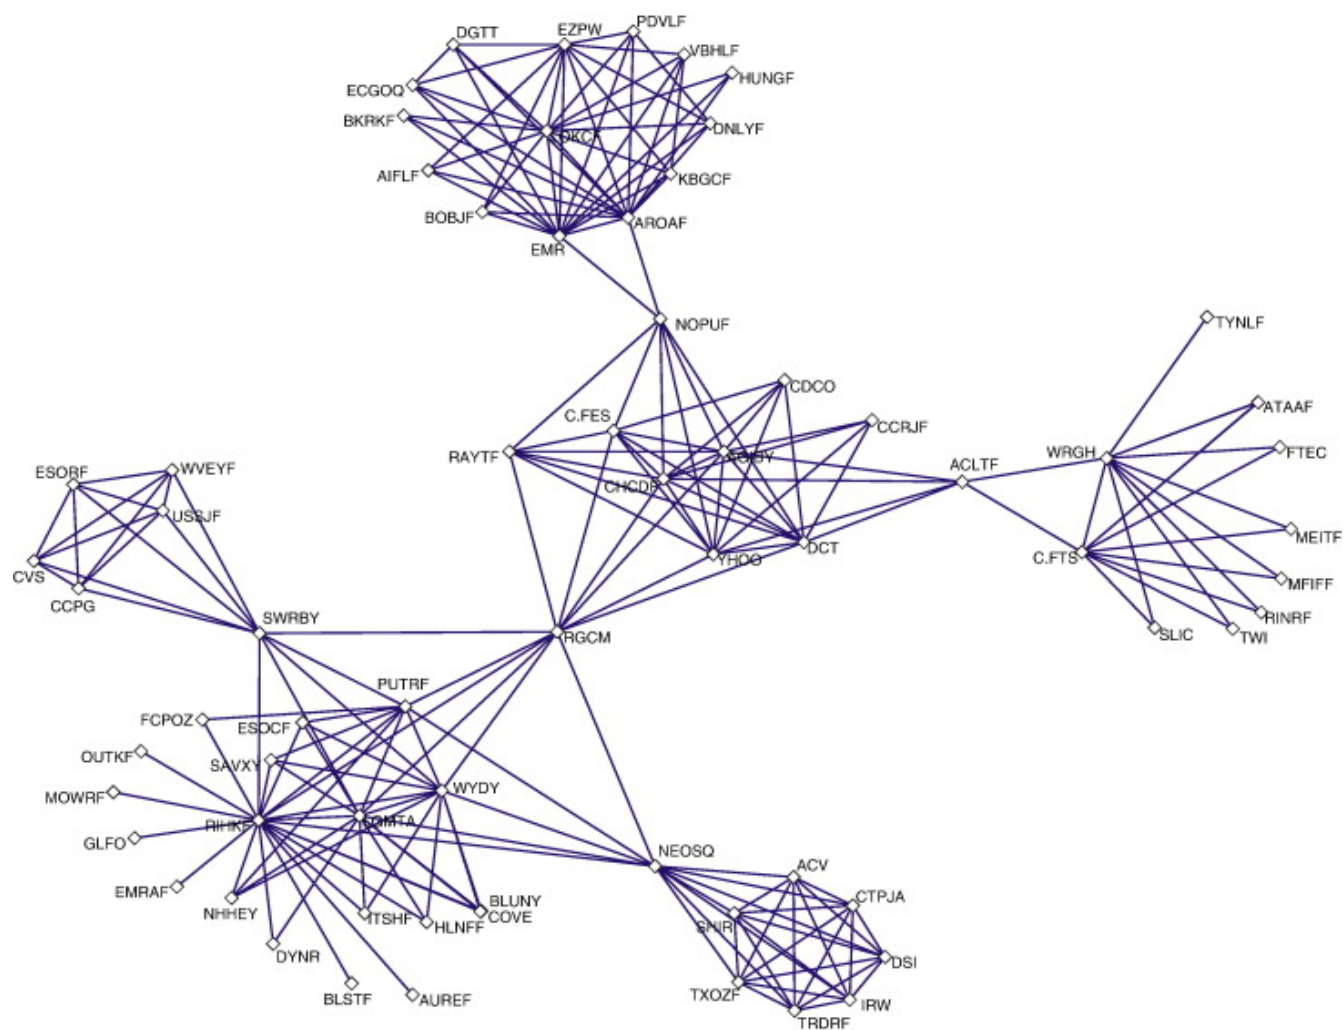 PDVLF
DGTT
EZPW
VBHLF
HUNGF
ECGOQ
BKRKF
DNLYF
AIFLF
KBGCF
BOBJF
AROAF
EMR
NOPUF
TYNLF
CDCO
C.FES
ATAAF
CCRJF
RAYTF
WRGH
FTEC
ESORF
WVEYF
ACLTF
USSJF
MEITF
DCT
YHOO
C.FTS
CVS
CCPG
MFIFF
RINRF
SWRBY
RGCM
SLIC
TWI
PUTRF
FCPOZ
ESOCF
OUTKF
SAVXY
WYDY
MOWRF
RIHKF
GLFO
NEOSQ
ACV
EMRAF
CTPJA
NHHEY
BLUNY
COVE
ITSHF
HLNFF
SHIR
DYNR
DSI
TXOZF
BLSTF
AUREF
IRW
TRDRF